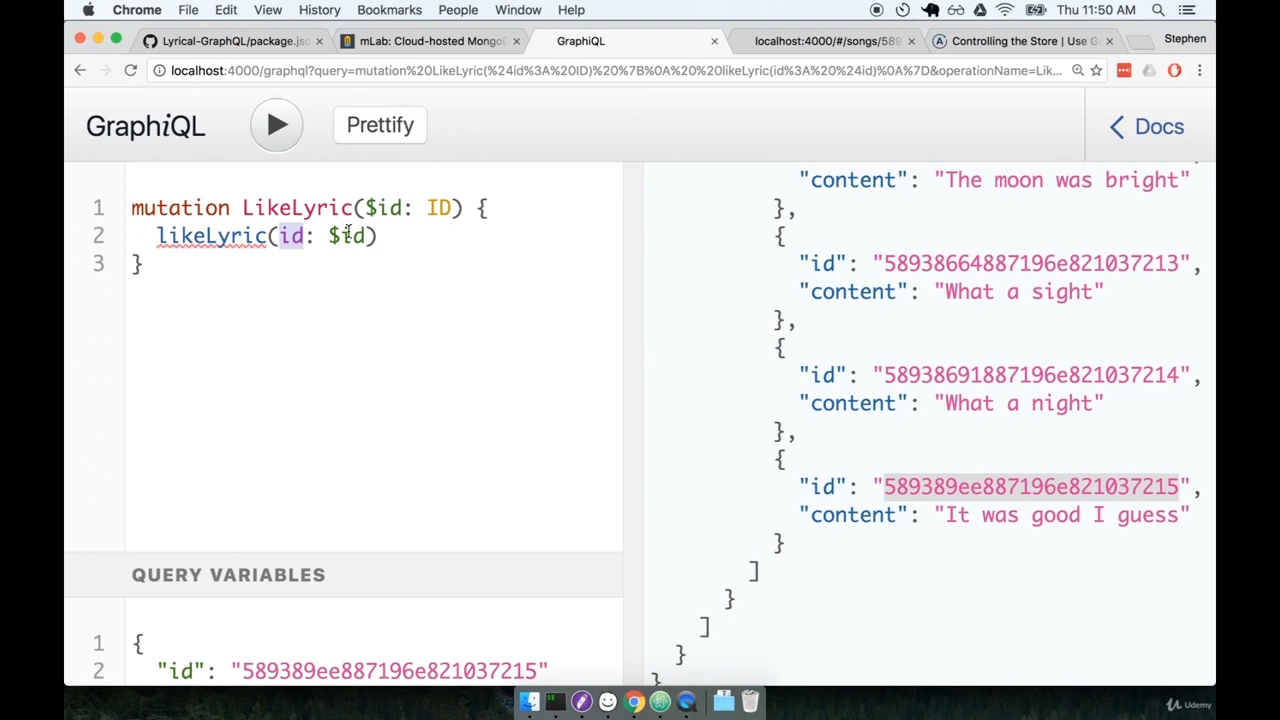 Chrome File Edit View History Bookmarks People Window Help Thu 11:50 AM
Lyrical-GraphQL/package.jso × mLab: Cloud-hosted MongoD × GraphiQL × localhost:4000/#/songs/589 × Controlling the Store | Use G × Stephen
localhost:4000/graphql?query=mutation%20LikeLyric(%24id%3A%20ID)%20%7B%0A%20%20likeLyric(id%3A%20%24id)%0A%7D&operationName=Lik...
GraphiQL Prettify Docs
1 mutation LikeLyric($id: ID) {
2 likeLyric(id: $id)
3 }
QUERY VARIABLES
1 {
2 "id": "589389ee887196e821037215"
"content": "The moon was bright"
},
{
"id": "58938664887196e821037213",
"content": "What a sight"
},
{
"id": "58938691887196e821037214",
"content": "What a night"
},
{
"id": "589389ee887196e821037215",
"content": "It was good I guess"
}
]
}
]
}
}
Udemy